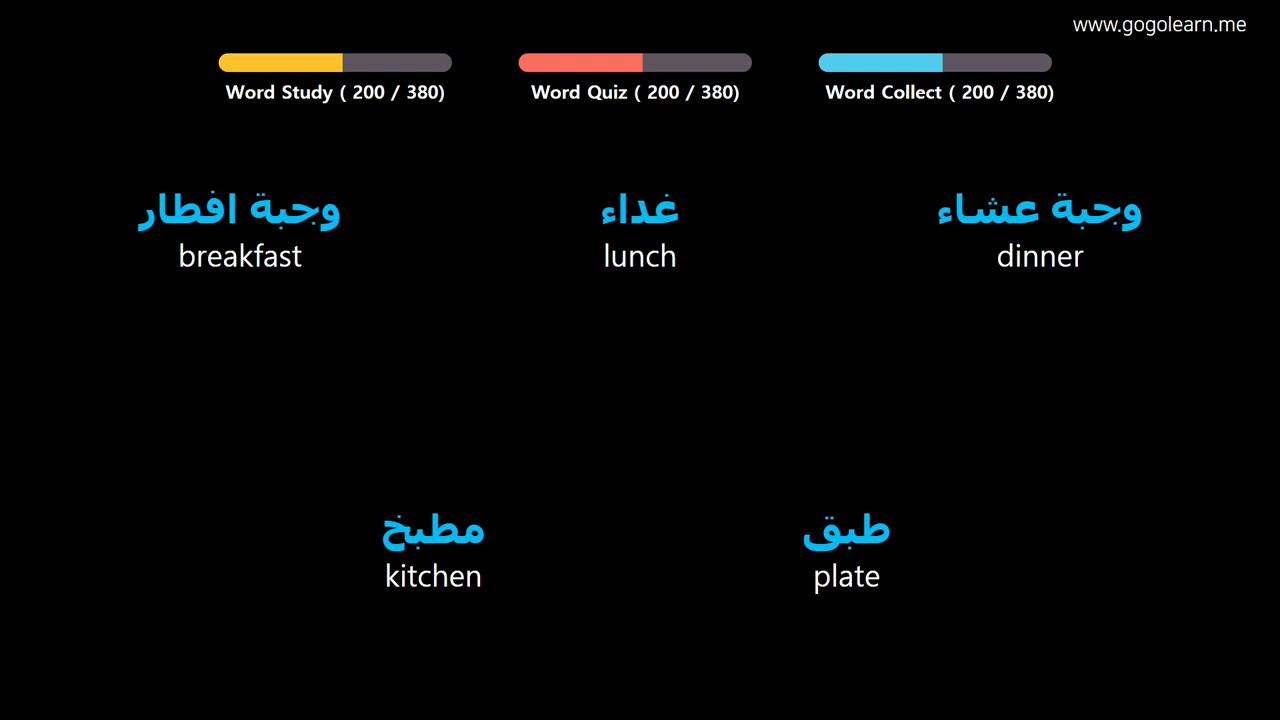 www.gogolearn.me
Word Study ( 200 / 380)
Word Quiz ( 200 / 380)
Word Collect ( 200 / 380)
وجبة افطار
breakfast
غداء
lunch
وجبة عشاء
dinner
مطبخ
kitchen
طبق
plate